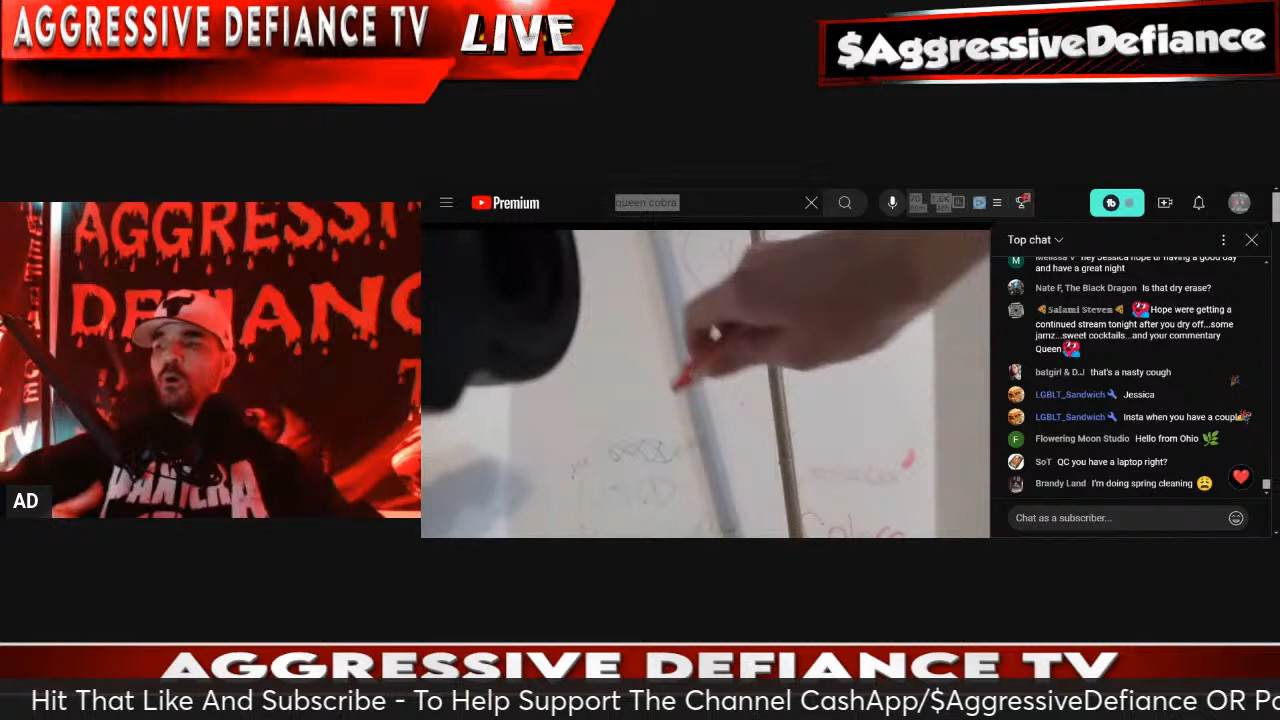 AGGRESSIVE DEFIANCE TV
LIVE
$AggressiveDefiance
queen cobra
Premium
Top chat
Melissa V hey Jessica hope ur having a good day
and have a great night
Nate F, The Black Dragon Is that dry erase?
Salami Steven Hope were getting a
continued stream tonight after you dry off...some
jamz...sweet cocktails...and your commentary
Queen
batgirl & D.J that's a nasty cough
LGBLT_Sandwich Jessica
LGBLT_Sandwich Insta when you have a couple
Flowering Moon Studio Hello from Ohio
SoT QC you have a laptop right?
Brandy Land I'm doing spring cleaning
Chat as a subscriber...
AGGRESSI
DEFIANC
TV
PANTERA
AD
AGGRESSIVE DEFIANCE TV
Hit That Like And Subscribe - To Help Support The Channel CashApp/$AggressiveDefiance OR P